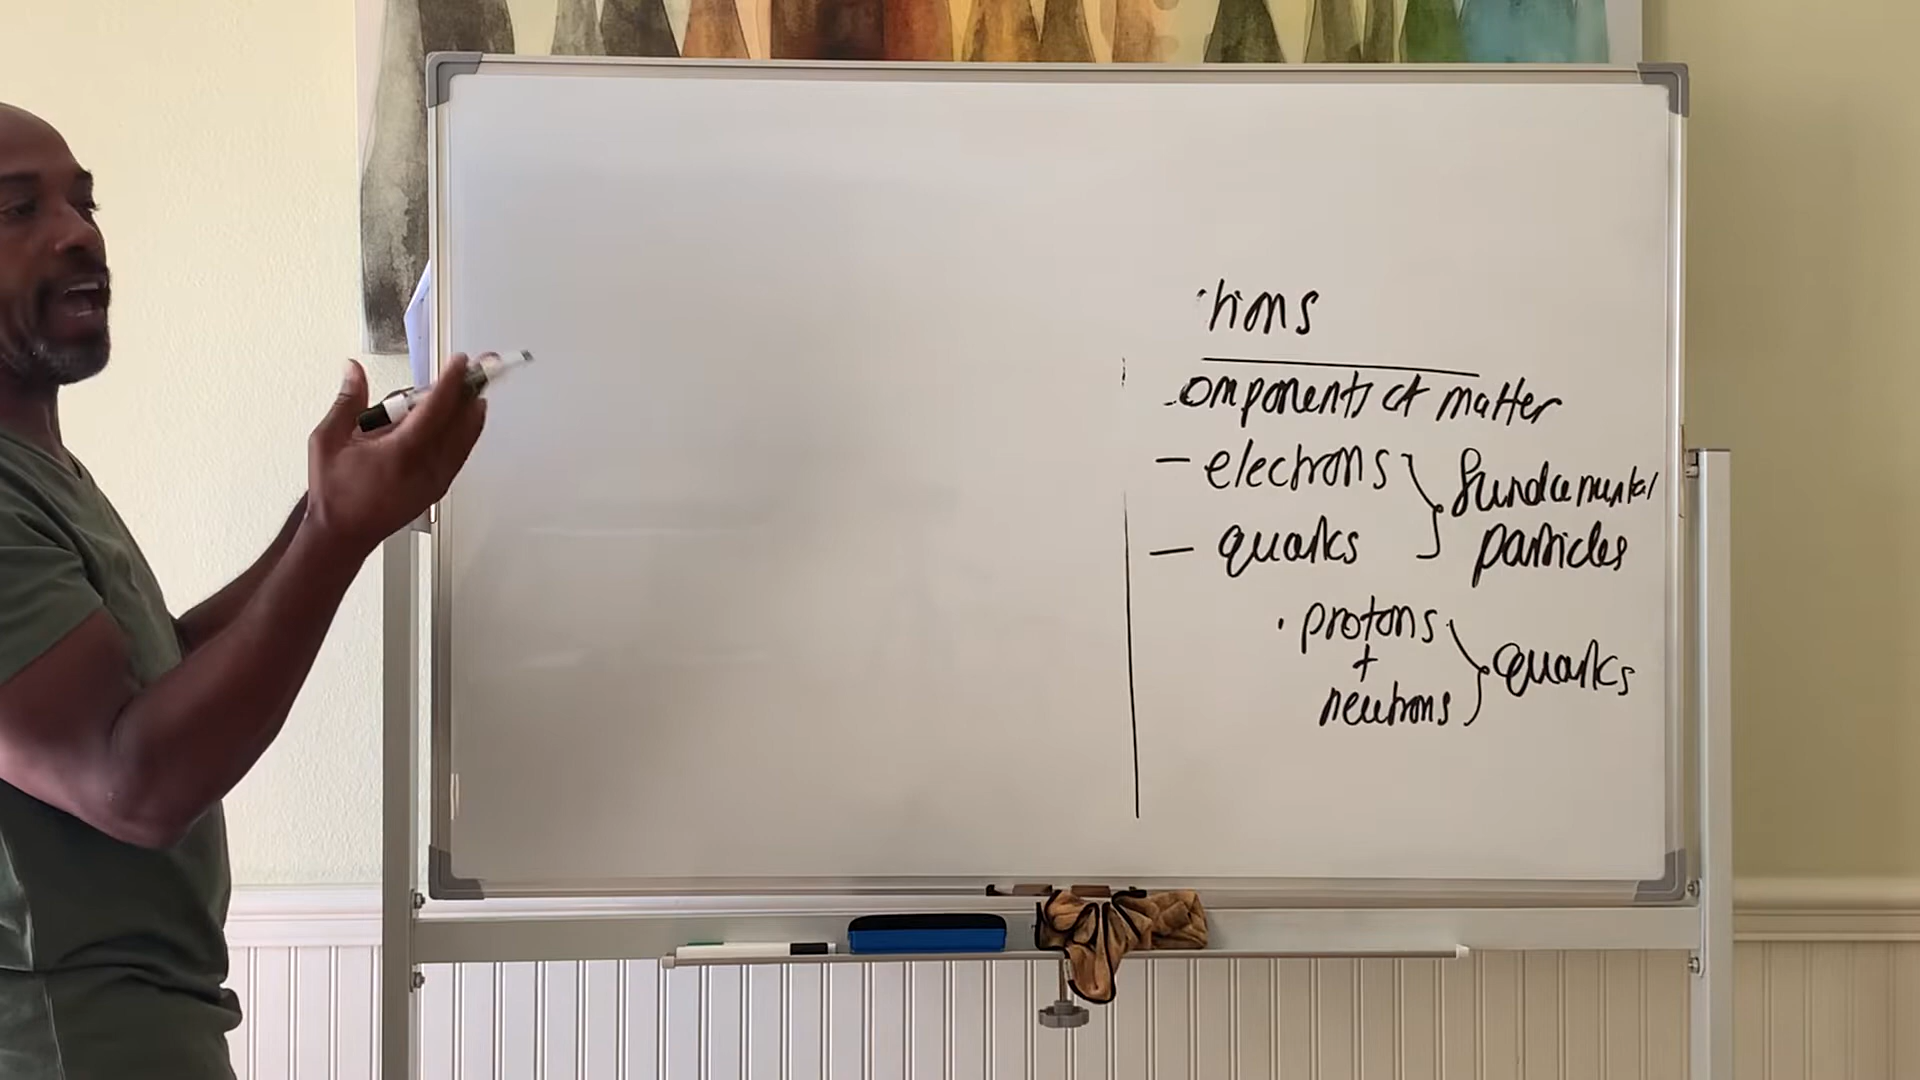 tions
omponents of matter
– electrons } fundamental
– quarks } particles
· protons
+ } quarks
neutrons